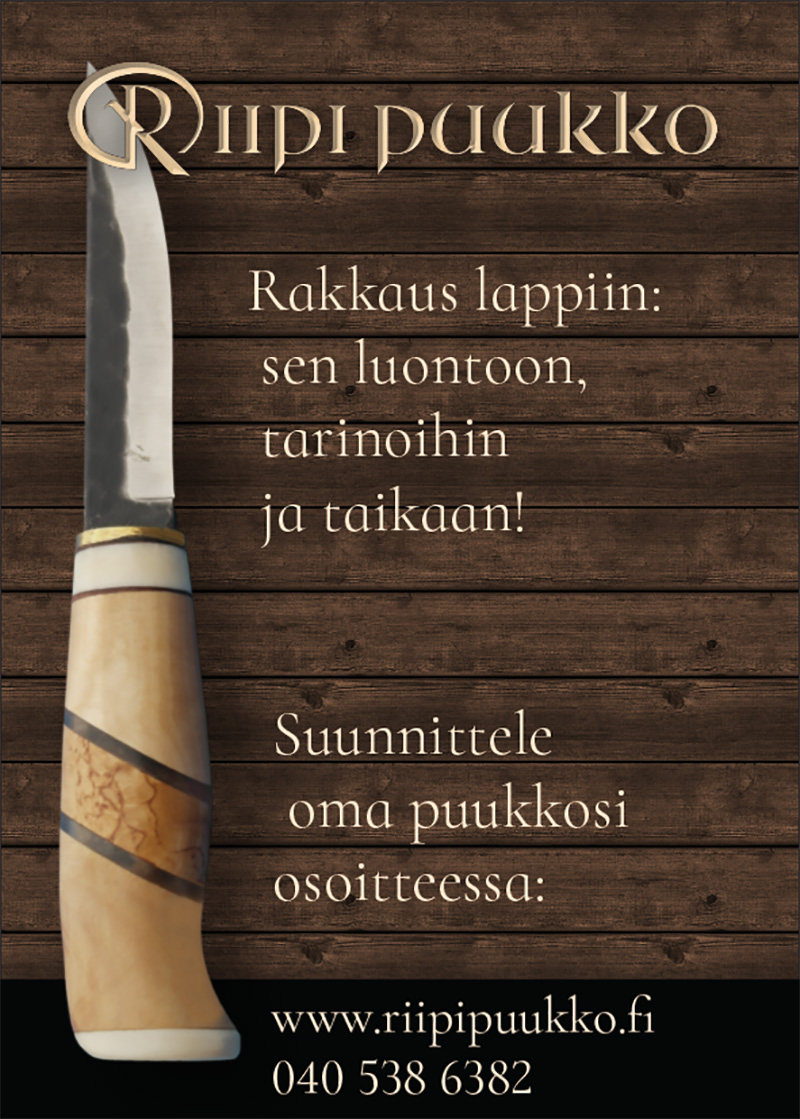 Riipi puukko
Rakkaus lappiin:
sen luontoon,
tarinoihin
ja taikaan!
Suunnittele
oma puukkosi
osoitteessa:
www.riipipuukko.fi
040 538 6382